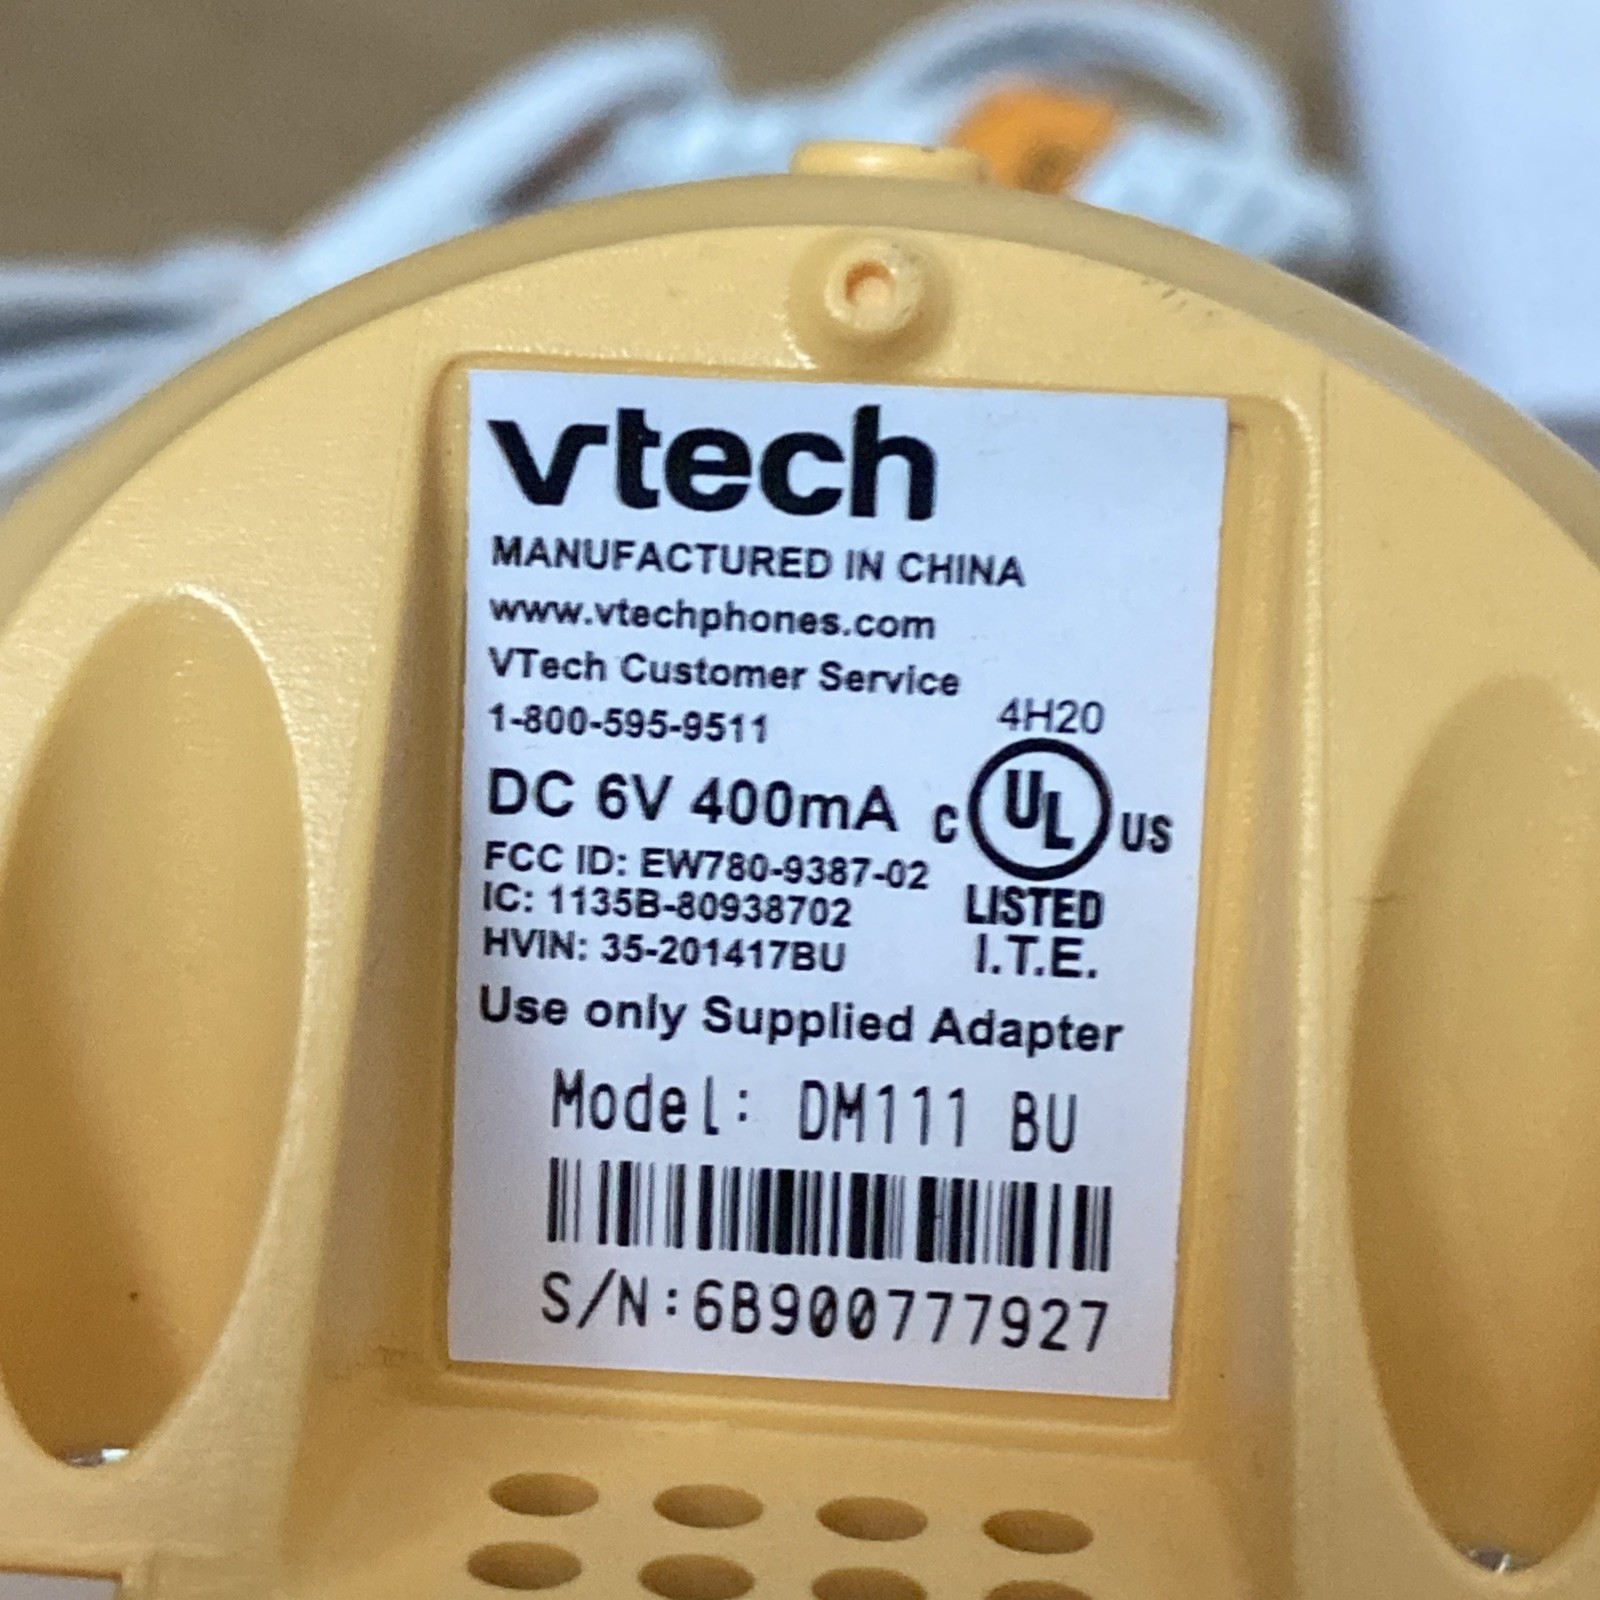 vtech
MANUFACTURED IN CHINA
www.vtechphones.com
VTech Customer Service
1-800-595-9511
4H20
DC 6V 400mA
C UL US
LISTED
I.T.E.
FCC ID: EW780-9387-02
IC: 1135B-80938702
HVIN: 35-201417BU
Use only Supplied Adapter
Model: DM111 BU
S/N:6B900777927